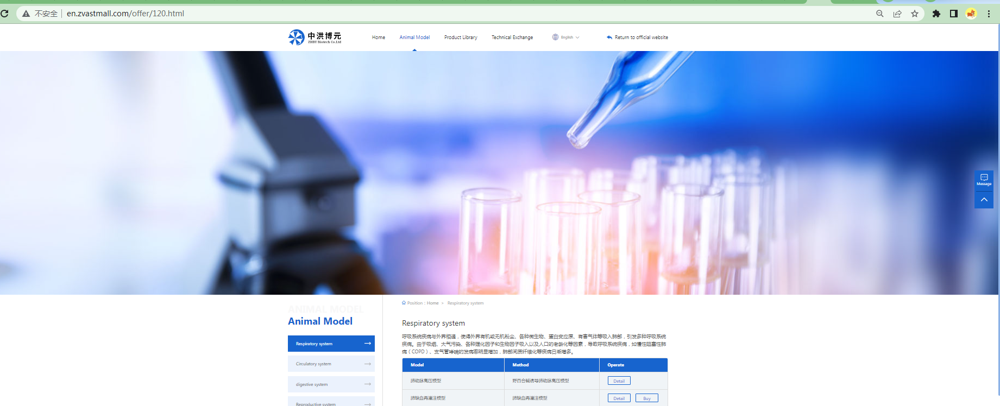 不安全 en.zvastmall.com/offer/120.html
中洪博元
ZHBY Biotech Co.Ltd
Home Animal Model Product Library Technical Exchange English Return to official website
Message
Position : Home > Respiratory system
ANIMAL MODEL
Animal Model
Respiratory system
Circulatory system
digestive system
Reproductive system
Respiratory system
呼吸系统疾病与外界相通，使得外界有机或无机粉尘、各种微生物、蛋白变应原、有害气体等吸入肺部，引发多种呼吸系统
疾病。由于吸烟、大气污染、各种理化因子和生物因子吸入以及人口的老龄化等因素，导致呼吸系统疾病，如慢性阻塞性肺
病（COPD）、支气管哮喘的发病率明显增加，肺部间质纤维化等疾病日渐增多。
Model Method Operate
肺动脉高压模型 野百合碱诱导肺动脉高压模型 Detail
肺缺血再灌注模型 肺缺血再灌注模型 Detail Buy